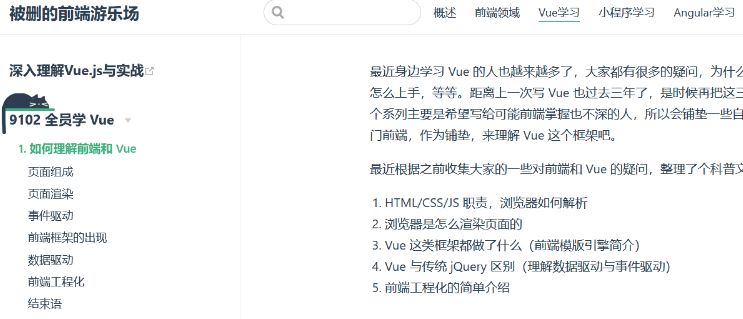 被删的前端游乐场
概述 前端领域 Vue学习 小程序学习 Angular学习
深入理解Vue.js与实战
9102 全员学 Vue
1. 如何理解前端和 Vue
页面组成
页面渲染
事件驱动
前端框架的出现
数据驱动
前端工程化
结束语
最近身边学习 Vue 的人也越来越多了，大家都有很多的疑问，为什么
怎么上手，等等。距离上一次写 Vue 也过去三年了，是时候再把这三
个系列主要是希望写给可能前端掌握也不深的人，所以会铺垫一些自
门前端，作为铺垫，来理解 Vue 这个框架吧。
最近根据之前收集大家的一些对前端和 Vue 的疑问，整理了个科普文
1. HTML/CSS/JS 职责，浏览器如何解析
2. 浏览器是怎么渲染页面的
3. Vue 这类框架都做了什么（前端模版引擎简介）
4. Vue 与传统 jQuery 区别（理解数据驱动与事件驱动）
5. 前端工程化的简单介绍